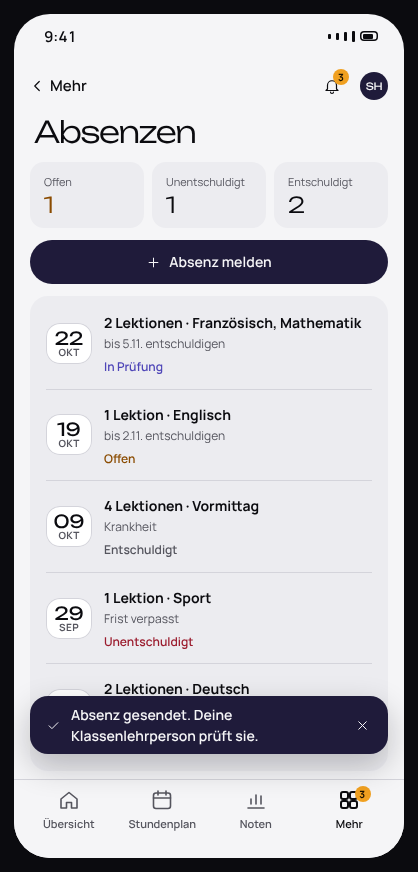 9:41
Mehr
3
SH
Absenzen
Offen
1
Unentschuldigt
1
Entschuldigt
2
Absenz melden
22
OKT
2 Lektionen · Französisch, Mathematik
bis 5.11. entschuldigen
In Prüfung
19
OKT
1 Lektion · Englisch
bis 2.11. entschuldigen
Offen
09
OKT
4 Lektionen · Vormittag
Krankheit
Entschuldigt
29
SEP
1 Lektion · Sport
Frist verpasst
Unentschuldigt
2 Lektionen · Deutsch
Absenz gesendet. Deine
Klassenlehrperson prüft sie.
Übersicht
Stundenplan
Noten
3
Mehr